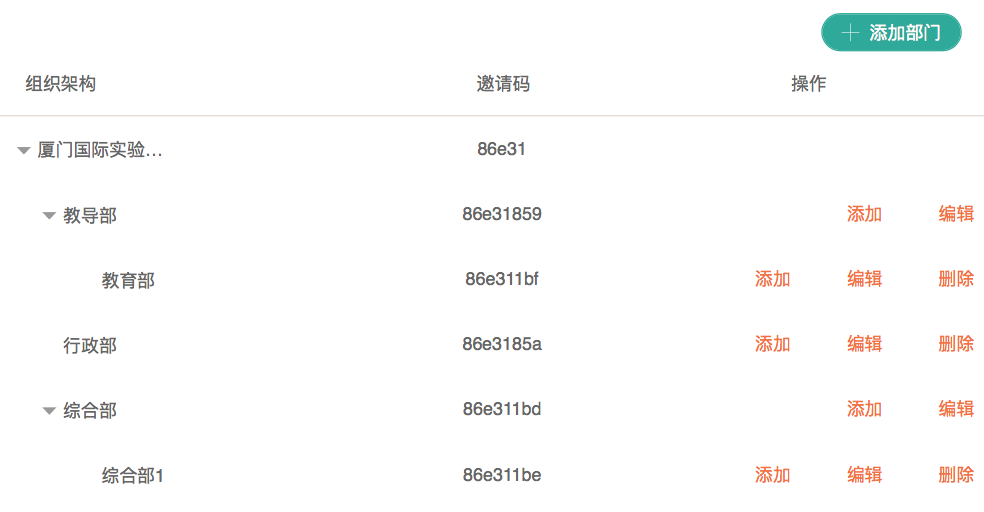 添加部门
组织架构 邀请码 操作
厦门国际实验... 86e31
教导部 86e31859 添加 编辑
教育部 86e311bf 添加 编辑 删除
行政部 86e3185a 添加 编辑 删除
综合部 86e311bd 添加 编辑
综合部1 86e311be 添加 编辑 删除